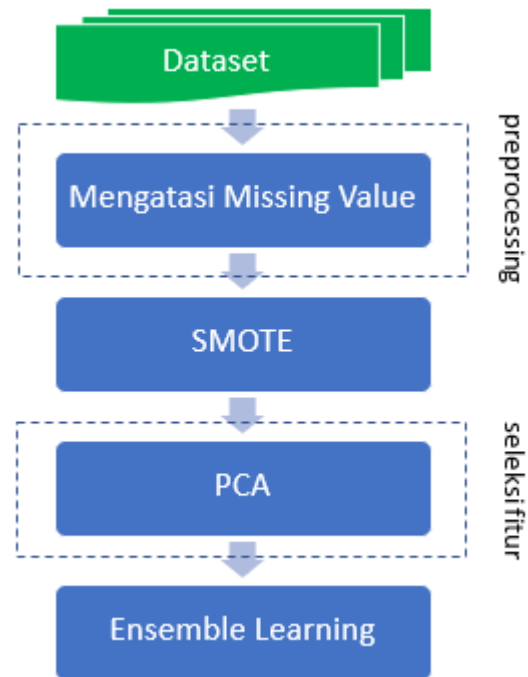 Dataset
preprocessing
Mengatasi Missing Value
SMOTE
seleksi fitur
PCA
Ensemble Learning